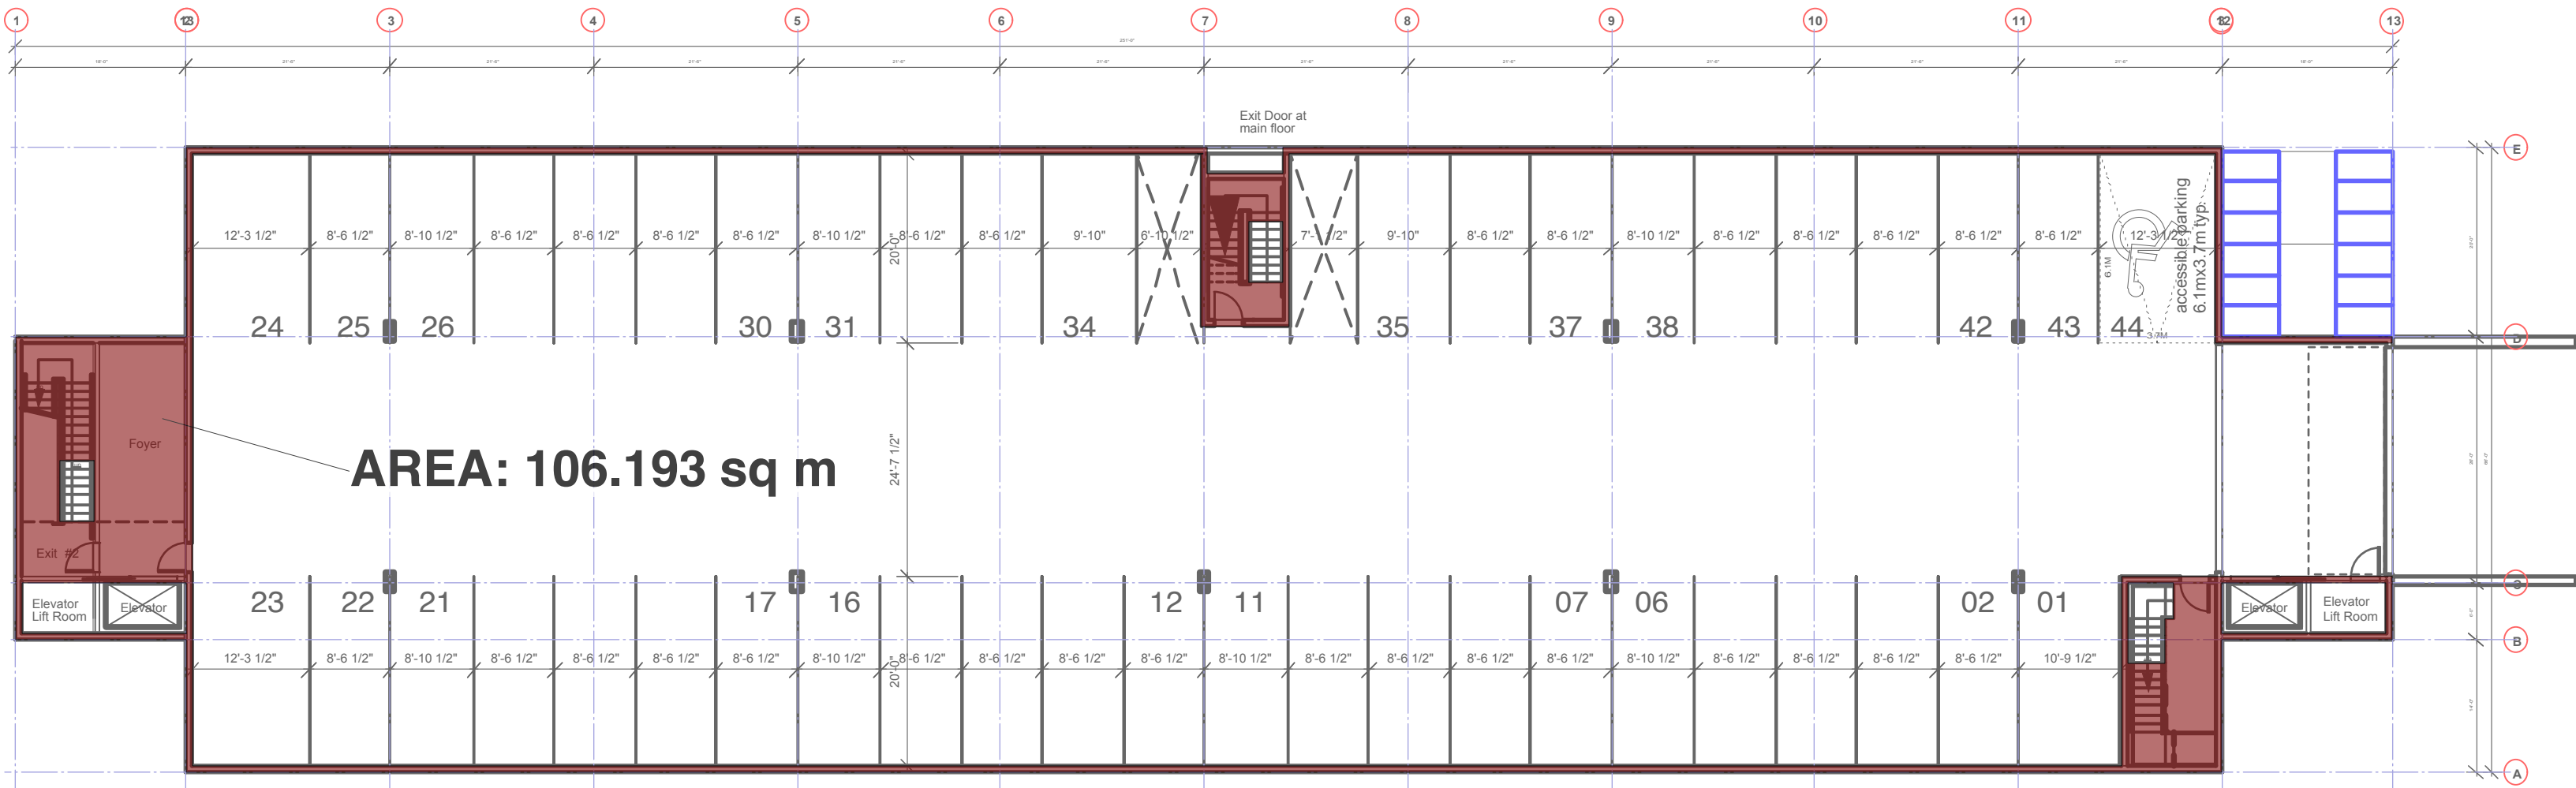 1 3 4 5 6 7 8 9 10 11 13
Exit Door at
main floor
E
12'-3 1/2" 8'-6 1/2" 8'-10 1/2" 8'-6 1/2" 8'-6 1/2" 8'-6 1/2" 8'-6 1/2" 8'-10 1/2" 8'-6 1/2" 8'-6 1/2" 9'-10" 6'-10 1/2" 9'-10" 8'-6 1/2" 8'-6 1/2" 8'-10 1/2" 8'-6 1/2" 8'-6 1/2" 8'-6 1/2" 8'-6 1/2" 8'-6 1/2" 12'-3 1/2"
20'-0"
accessible parking
6.1mx3.7m typ.
6.1M
3.7M
24 25 26 30 31 34 35 37 38 42 43 44
D
Foyer
AREA: 106.193 sq m
24'-7 1/2"
Exit #2
Elevator
Lift Room
Elevator
23 22 21 17 16 12 11 07 06 02 01
Elevator
Elevator
Lift Room
B
12'-3 1/2" 8'-6 1/2" 8'-10 1/2" 8'-6 1/2" 8'-6 1/2" 8'-6 1/2" 8'-6 1/2" 8'-10 1/2" 8'-6 1/2" 8'-6 1/2" 8'-6 1/2" 8'-6 1/2" 8'-10 1/2" 8'-6 1/2" 8'-6 1/2" 8'-6 1/2" 8'-6 1/2" 8'-10 1/2" 8'-6 1/2" 8'-6 1/2" 8'-6 1/2" 8'-6 1/2" 10'-9 1/2"
20'-0"
A